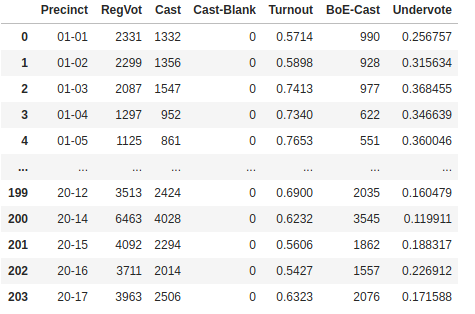 Precinct RegVot Cast Cast-Blank Turnout BoE-Cast Undervote
0 01-01 2331 1332 0 0.5714 990 0.256757
1 01-02 2299 1356 0 0.5898 928 0.315634
2 01-03 2087 1547 0 0.7413 977 0.368455
3 01-04 1297 952 0 0.7340 622 0.346639
4 01-05 1125 861 0 0.7653 551 0.360046
... ... ... ... ... ... ... ...
199 20-12 3513 2424 0 0.6900 2035 0.160479
200 20-14 6463 4028 0 0.6232 3545 0.119911
201 20-15 4092 2294 0 0.5606 1862 0.188317
202 20-16 3711 2014 0 0.5427 1557 0.226912
203 20-17 3963 2506 0 0.6323 2076 0.171588